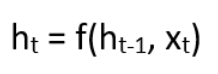 hₜ = f(hₜ₋₁, xₜ)